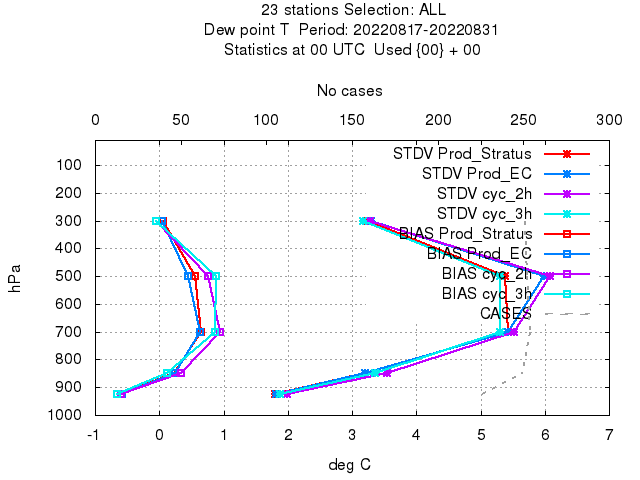 23 stations Selection: ALL
Dew point T  Period: 20220817-20220831
Statistics at 00 UTC  Used {00} + 00
No cases
0 50 100 150 200 250 300
100
200
300
400
500
600
700
800
900
1000
hPa
STDV Prod_Stratus
STDV Prod_EC
STDV cyc_2h
STDV cyc_3h
BIAS Prod_Stratus
BIAS Prod_EC
BIAS cyc_2h
BIAS cyc_3h
CASES
-1 0 1 2 3 4 5 6 7
deg C